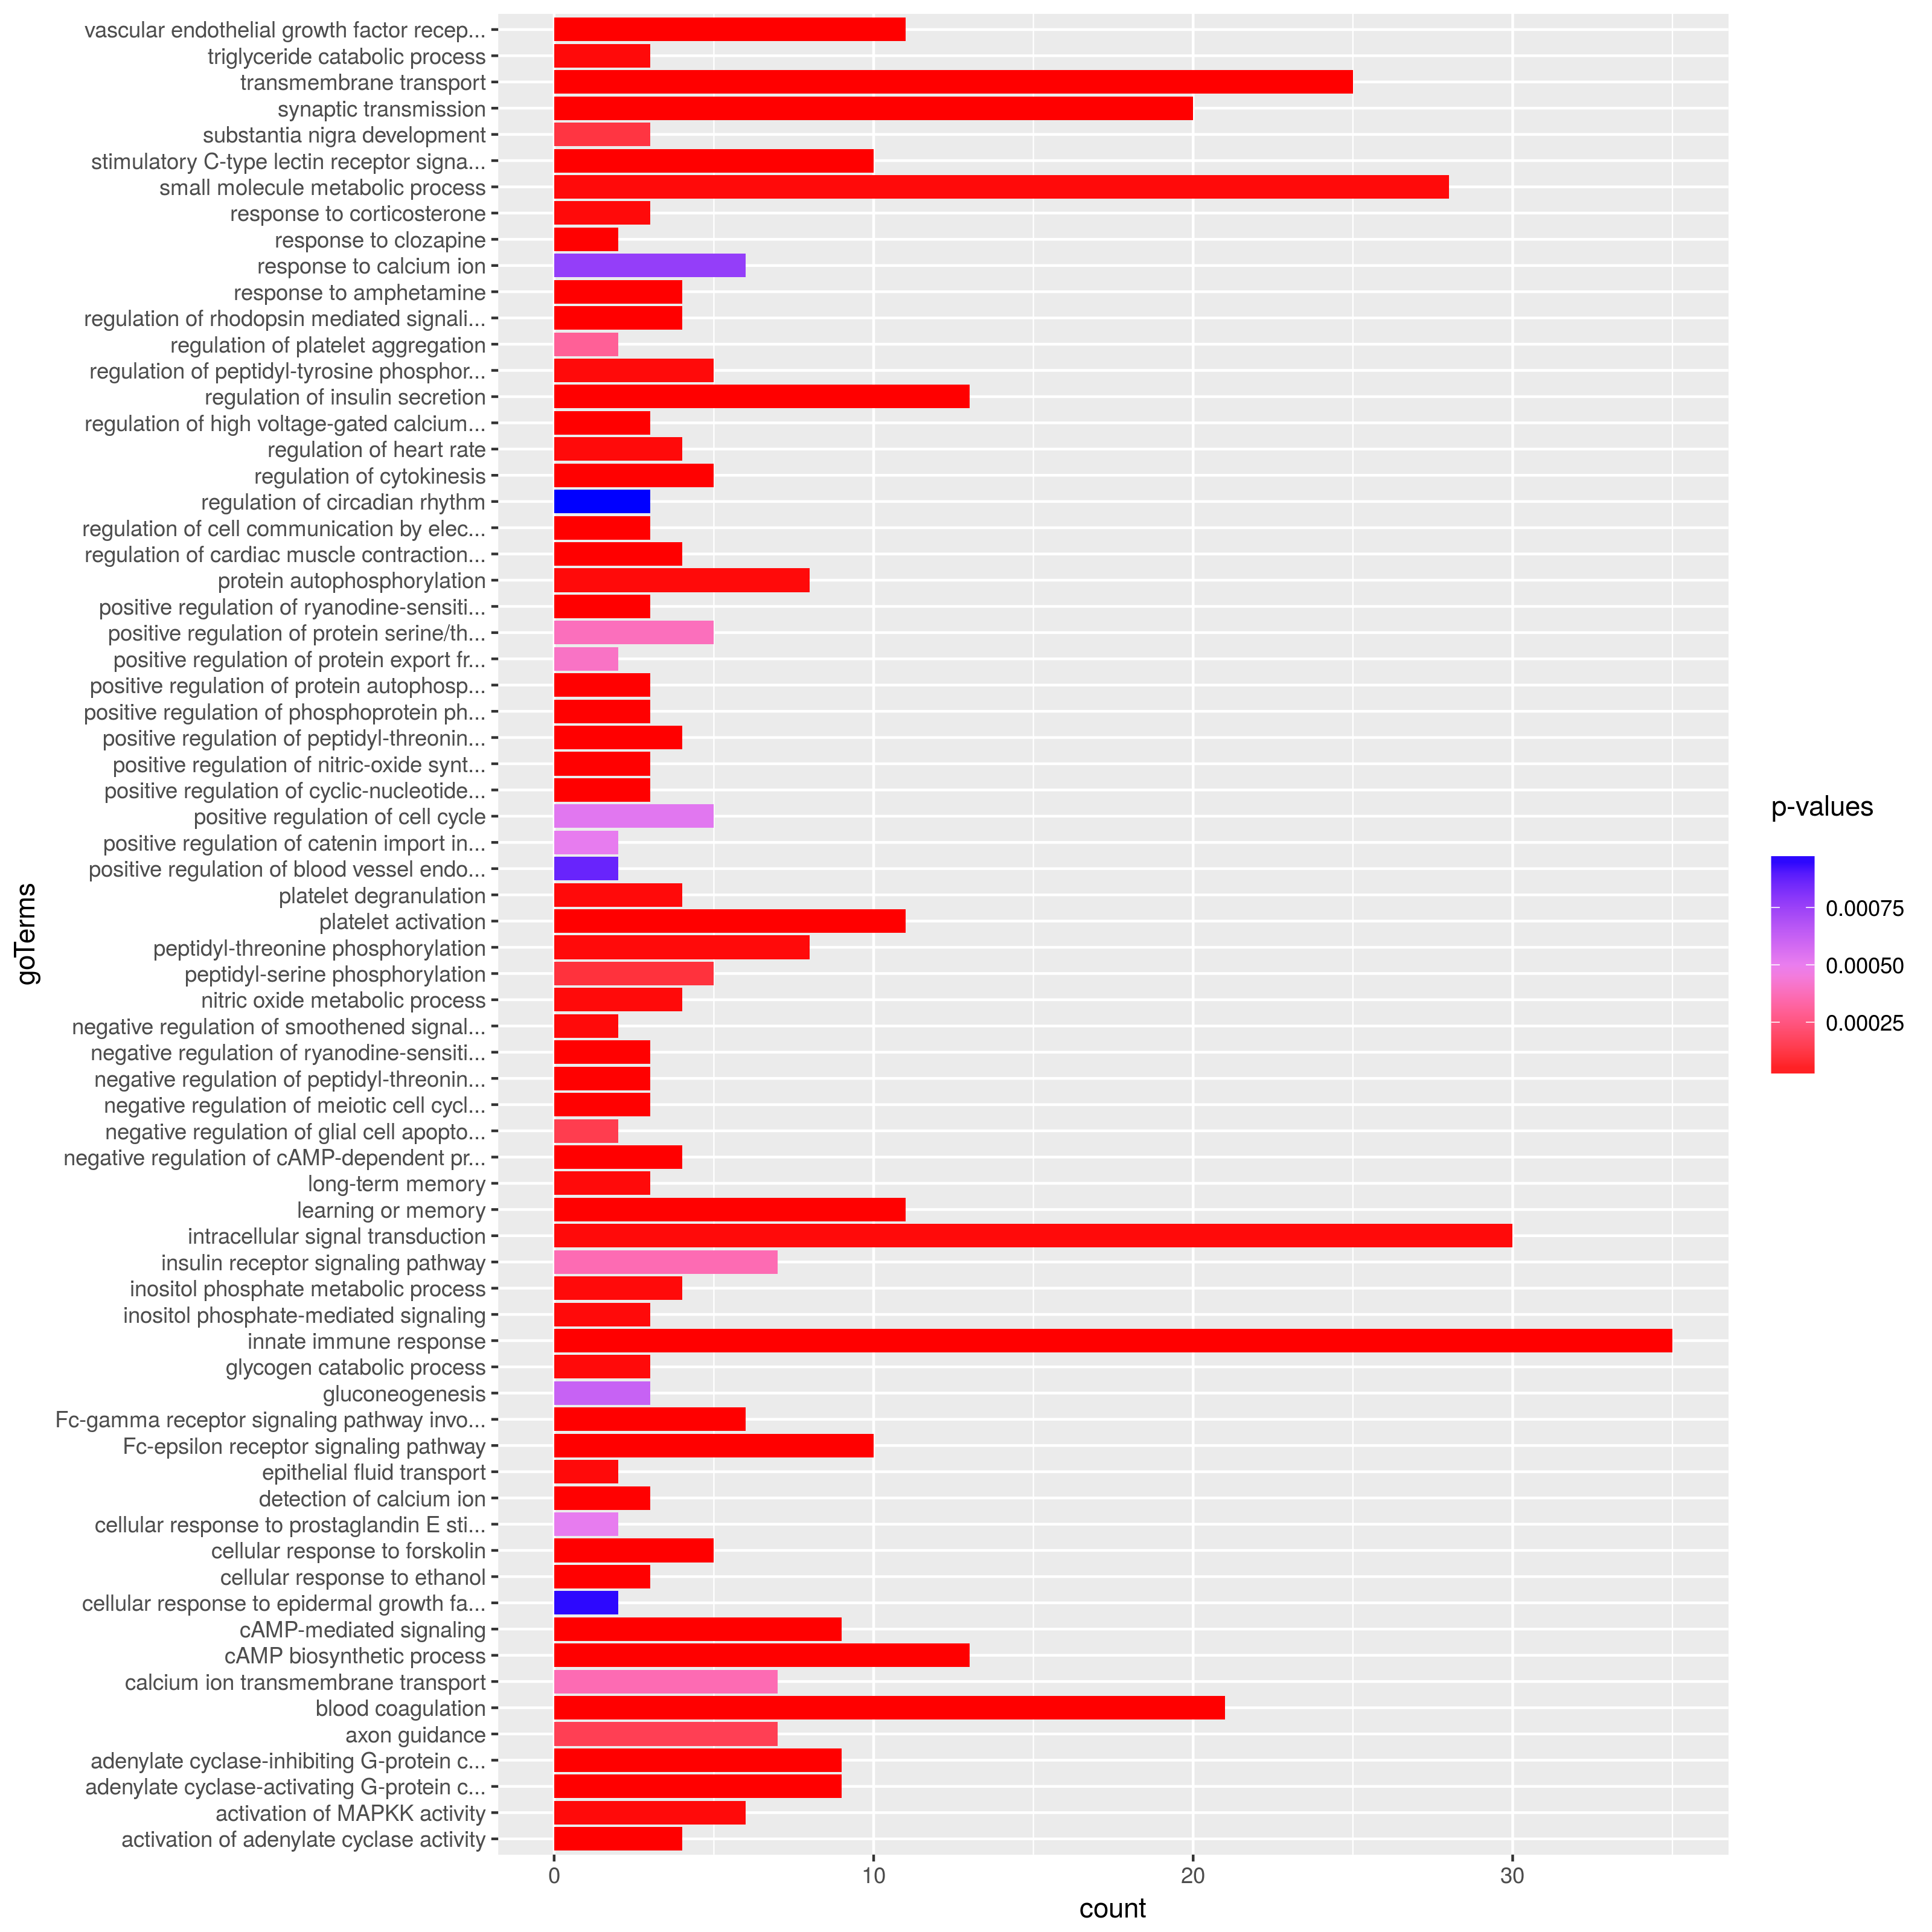 vascular endothelial growth factor recep...
triglyceride catabolic process
transmembrane transport
synaptic transmission
substantia nigra development
stimulatory C-type lectin receptor signa...
small molecule metabolic process
response to corticosterone
response to clozapine
response to calcium ion
response to amphetamine
regulation of rhodopsin mediated signali...
regulation of platelet aggregation
regulation of peptidyl-tyrosine phosphor...
regulation of insulin secretion
regulation of high voltage-gated calcium...
regulation of heart rate
regulation of cytokinesis
regulation of circadian rhythm
regulation of cell communication by elec...
regulation of cardiac muscle contraction...
protein autophosphorylation
positive regulation of ryanodine-sensiti...
positive regulation of protein serine/th...
positive regulation of protein export fr...
positive regulation of protein autophosp...
positive regulation of phosphoprotein ph...
positive regulation of peptidyl-threonin...
positive regulation of nitric-oxide synt...
positive regulation of cyclic-nucleotide...
positive regulation of cell cycle
positive regulation of catenin import in...
positive regulation of blood vessel endo...
platelet degranulation
platelet activation
peptidyl-threonine phosphorylation
peptidyl-serine phosphorylation
nitric oxide metabolic process
negative regulation of smoothened signal...
negative regulation of ryanodine-sensiti...
negative regulation of peptidyl-threonin...
negative regulation of meiotic cell cycl...
negative regulation of glial cell apopto...
negative regulation of cAMP-dependent pr...
long-term memory
learning or memory
intracellular signal transduction
insulin receptor signaling pathway
inositol phosphate metabolic process
inositol phosphate-mediated signaling
innate immune response
glycogen catabolic process
gluconeogenesis
Fc-gamma receptor signaling pathway invo...
Fc-epsilon receptor signaling pathway
epithelial fluid transport
detection of calcium ion
cellular response to prostaglandin E sti...
cellular response to forskolin
cellular response to ethanol
cellular response to epidermal growth fa...
cAMP-mediated signaling
cAMP biosynthetic process
calcium ion transmembrane transport
blood coagulation
axon guidance
adenylate cyclase-inhibiting G-protein c...
adenylate cyclase-activating G-protein c...
activation of MAPKK activity
activation of adenylate cyclase activity
goTerms
0 10 20 30
count
p-values
0.00075
0.00050
0.00025